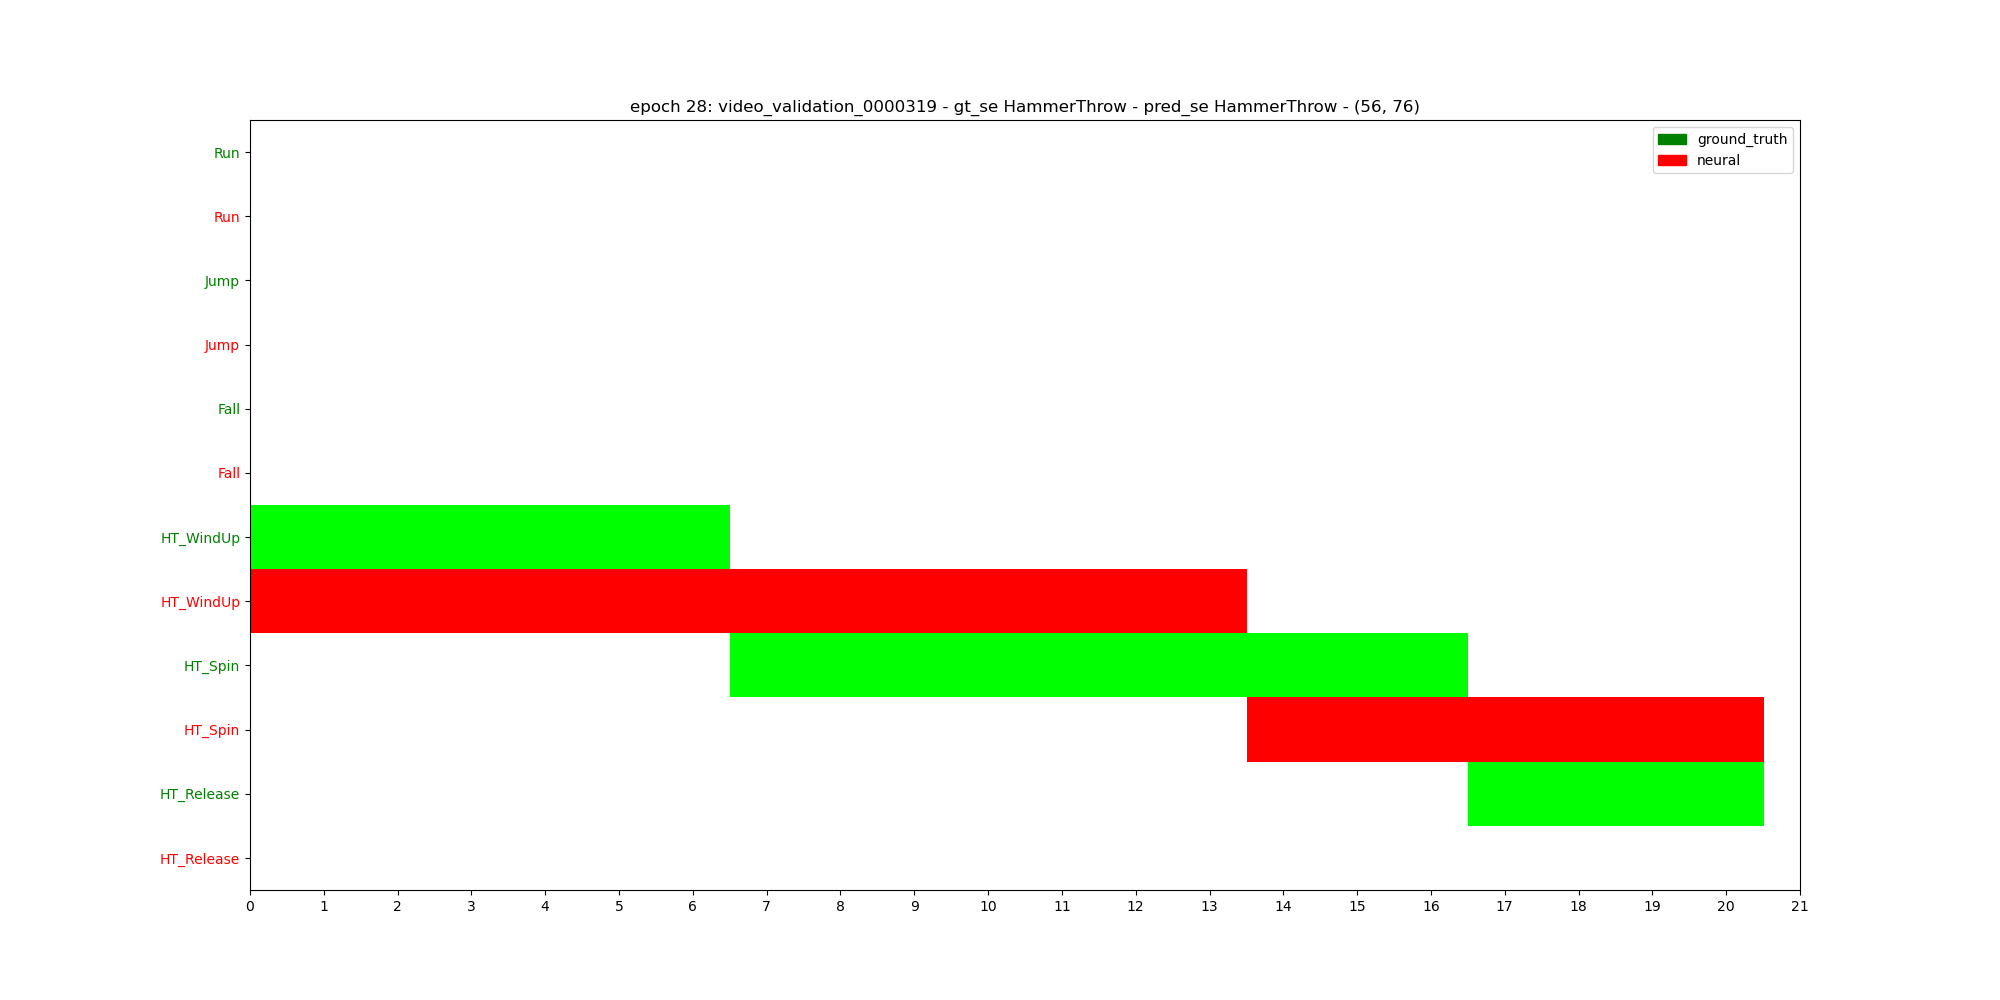 epoch 28: video_validation_0000319 - gt_se HammerThrow - pred_se HammerThrow - (56, 76)
ground_truth
neural
Run
Run
Jump
Jump
Fall
Fall
HT_WindUp
HT_WindUp
HT_Spin
HT_Spin
HT_Release
HT_Release
0 1 2 3 4 5 6 7 8 9 10 11 12 13 14 15 16 17 18 19 20 21